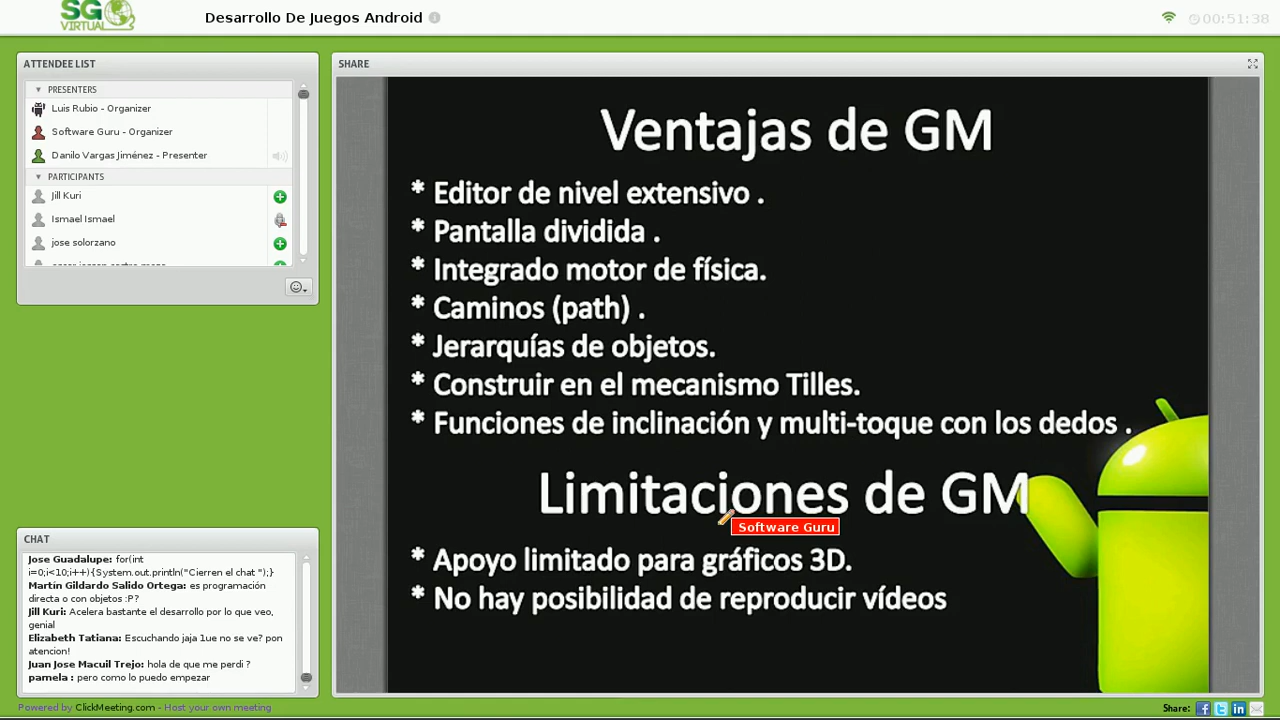 SG
VIRTUAL
Desarrollo De Juegos Android
00:51:38
ATTENDEE LIST
PRESENTERS
Luis Rubio - Organizer
Software Guru - Organizer
Danilo Vargas Jiménez - Presenter
PARTICIPANTS
Jill Kuri
Ismael Ismael
jose solorzano
CHAT
Jose Guadalupe: for(int
i=0;i<10;i++){System.out.println("Cierren el chat ");}
Martín Gildardo Salido Ortega: es programación
directa o con objetos :P?
Jill Kuri: Acelera bastante el desarrollo por lo que veo,
genial
Elizabeth Tatiana: Escuchando jaja 1ue no se ve? pon
atencion!
Juan Jose Macuil Trejo: hola de que me perdi ?
pamela : pero como lo puedo empezar
SHARE
Ventajas de GM
* Editor de nivel extensivo .
* Pantalla dividida .
* Integrado motor de física.
* Caminos (path) .
* Jerarquías de objetos.
* Construir en el mecanismo Tilles.
* Funciones de inclinación y multi-toque con los dedos .
Limitaciones de GM
Software Guru
* Apoyo limitado para gráficos 3D.
* No hay posibilidad de reproducir vídeos
Powered by ClickMeeting.com - Host your own meeting
Share: